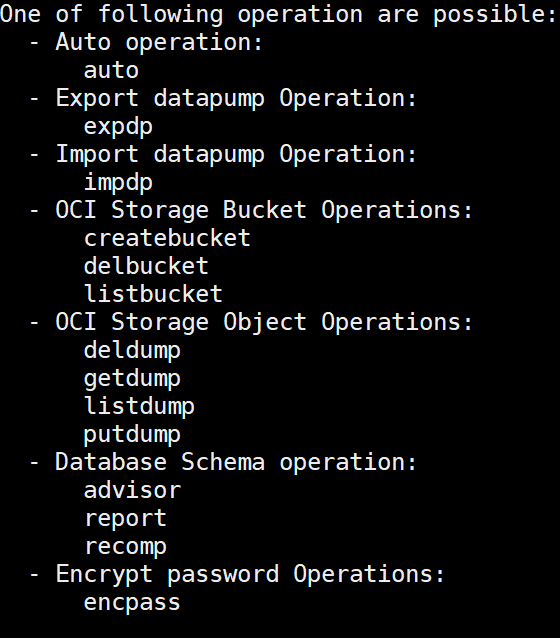 One of following operation are possible:
  - Auto operation:
      auto
  - Export datapump Operation:
      expdp
  - Import datapump Operation:
      impdp
  - OCI Storage Bucket Operations:
      createbucket
      delbucket
      listbucket
  - OCI Storage Object Operations:
      deldump
      getdump
      listdump
      putdump
  - Database Schema operation:
      advisor
      report
      recomp
  - Encrypt password Operations:
      encpass